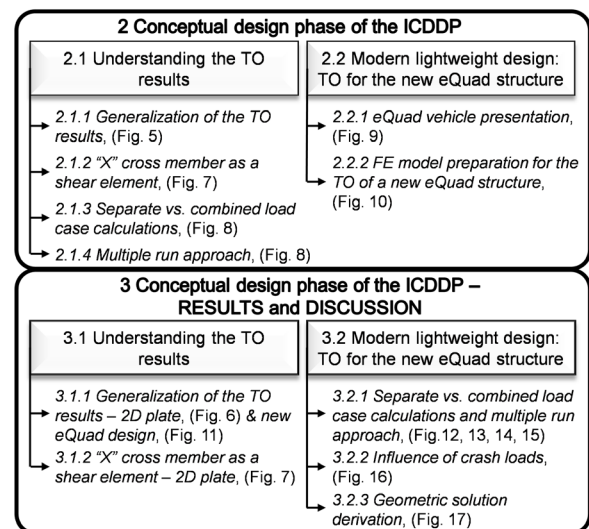 2 Conceptual design phase of the ICDDP
2.1 Understanding the TO
results
2.1.1 Generalization of the TO
results, (Fig. 5)
2.1.2 “X” cross member as a
shear element, (Fig. 7)
2.1.3 Separate vs. combined load
case calculations, (Fig. 8)
2.1.4 Multiple run approach, (Fig. 8)
2.2 Modern lightweight design:
TO for the new eQuad structure
2.2.1 eQuad vehicle presentation,
(Fig. 9)
2.2.2 FE model preparation for the
TO of a new eQuad structure,
(Fig. 10)
3 Conceptual design phase of the ICDDP –
RESULTS and DISCUSSION
3.1 Understanding the TO
results
3.1.1 Generalization of the TO
results – 2D plate, (Fig. 6) & new
eQuad design, (Fig. 11)
3.1.2 “X” cross member as a
shear element – 2D plate, (Fig. 7)
3.2 Modern lightweight design:
TO for the new eQuad structure
3.2.1 Separate vs. combined load
case calculations and multiple run
approach, (Fig.12, 13, 14, 15)
3.2.2 Influence of crash loads,
(Fig. 16)
3.2.3 Geometric solution
derivation, (Fig. 17)